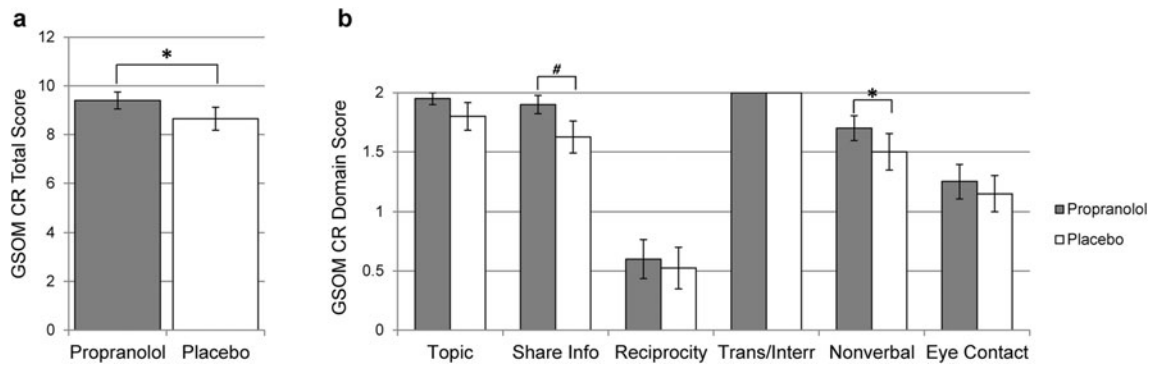 a
GSOM CR Total Score
12
10
8
6
4
2
0
*
Propranolol
Placebo
b
GSOM CR Domain Score
2
1.5
1
0.5
0
#
*
Topic
Share Info
Reciprocity
Trans/Interr
Nonverbal
Eye Contact
Propranolol
Placebo